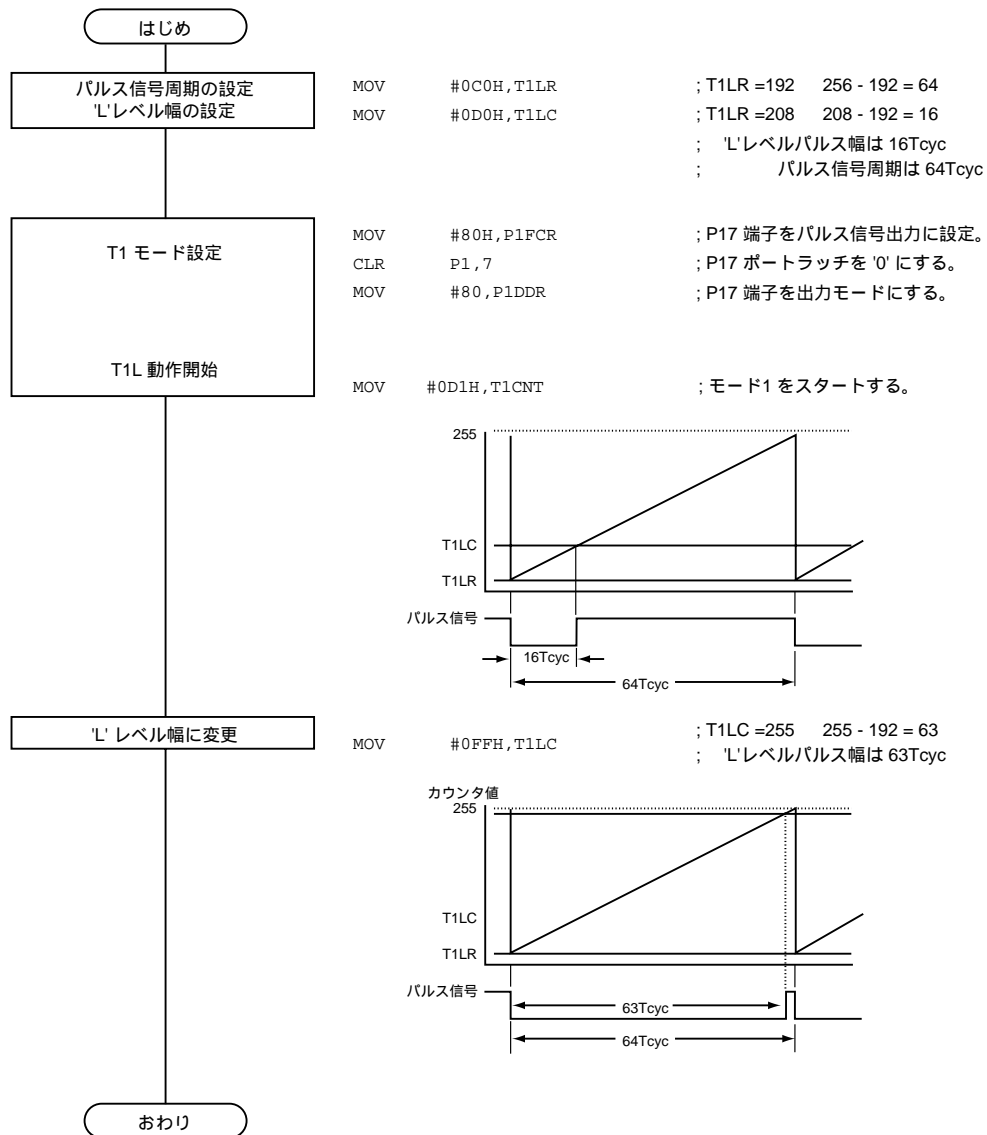 はじめ
パルス信号周期の設定
'L'レベル幅の設定
MOV #0C0H,T1LR ; T1LR =192 256 - 192 = 64
MOV #0D0H,T1LC ; T1LR =208 208 - 192 = 16
; 'L'レベルパルス幅は 16Tcyc
; パルス信号周期は 64Tcyc
T1 モード設定
MOV #80H,P1FCR ; P17 端子をパルス信号出力に設定。
CLR P1,7 ; P17 ポートラッチを '0' にする。
MOV #80,P1DDR ; P17 端子を出力モードにする。
T1L 動作開始
MOV #0D1H,T1CNT ; モード1 をスタートする。
255
T1LC
T1LR
パルス信号
16Tcyc
64Tcyc
'L' レベル幅に変更
MOV #0FFH,T1LC ; T1LC =255 255 - 192 = 63
; 'L'レベルパルス幅は 63Tcyc
カウンタ値
255
T1LC
T1LR
パルス信号
63Tcyc
64Tcyc
おわり